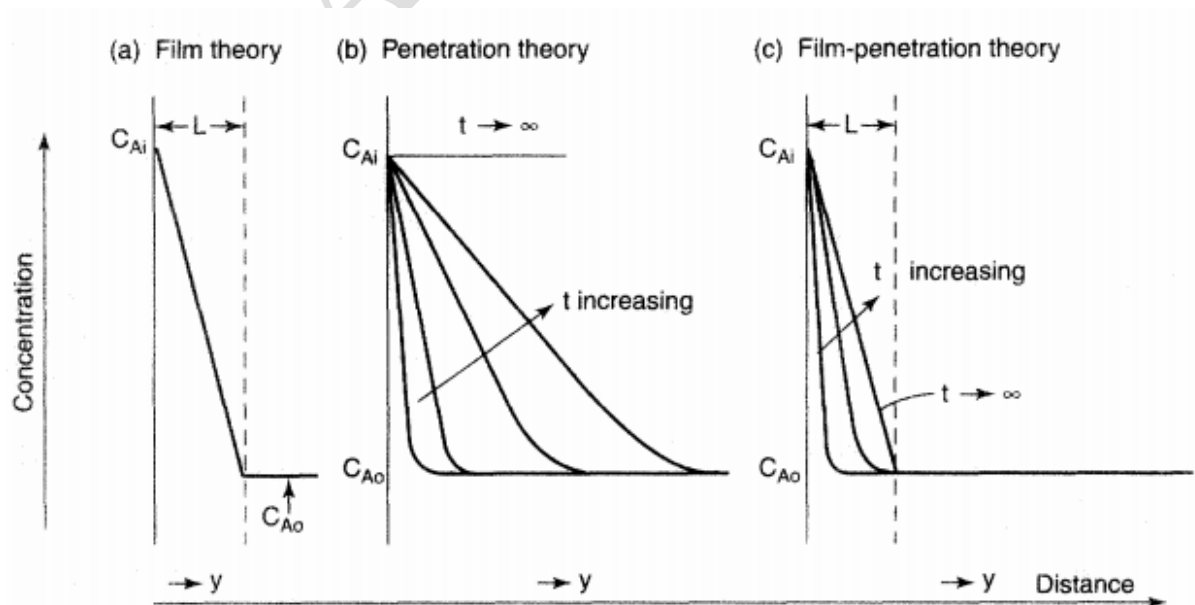 (a) Film theory
(b) Penetration theory
(c) Film-penetration theory
Concentration
L
C_Ai
C_Ao
→ y
t → ∞
C_Ai
t increasing
C_Ao
→ y
L
C_Ai
t increasing
t → ∞
C_Ao
→ y
Distance